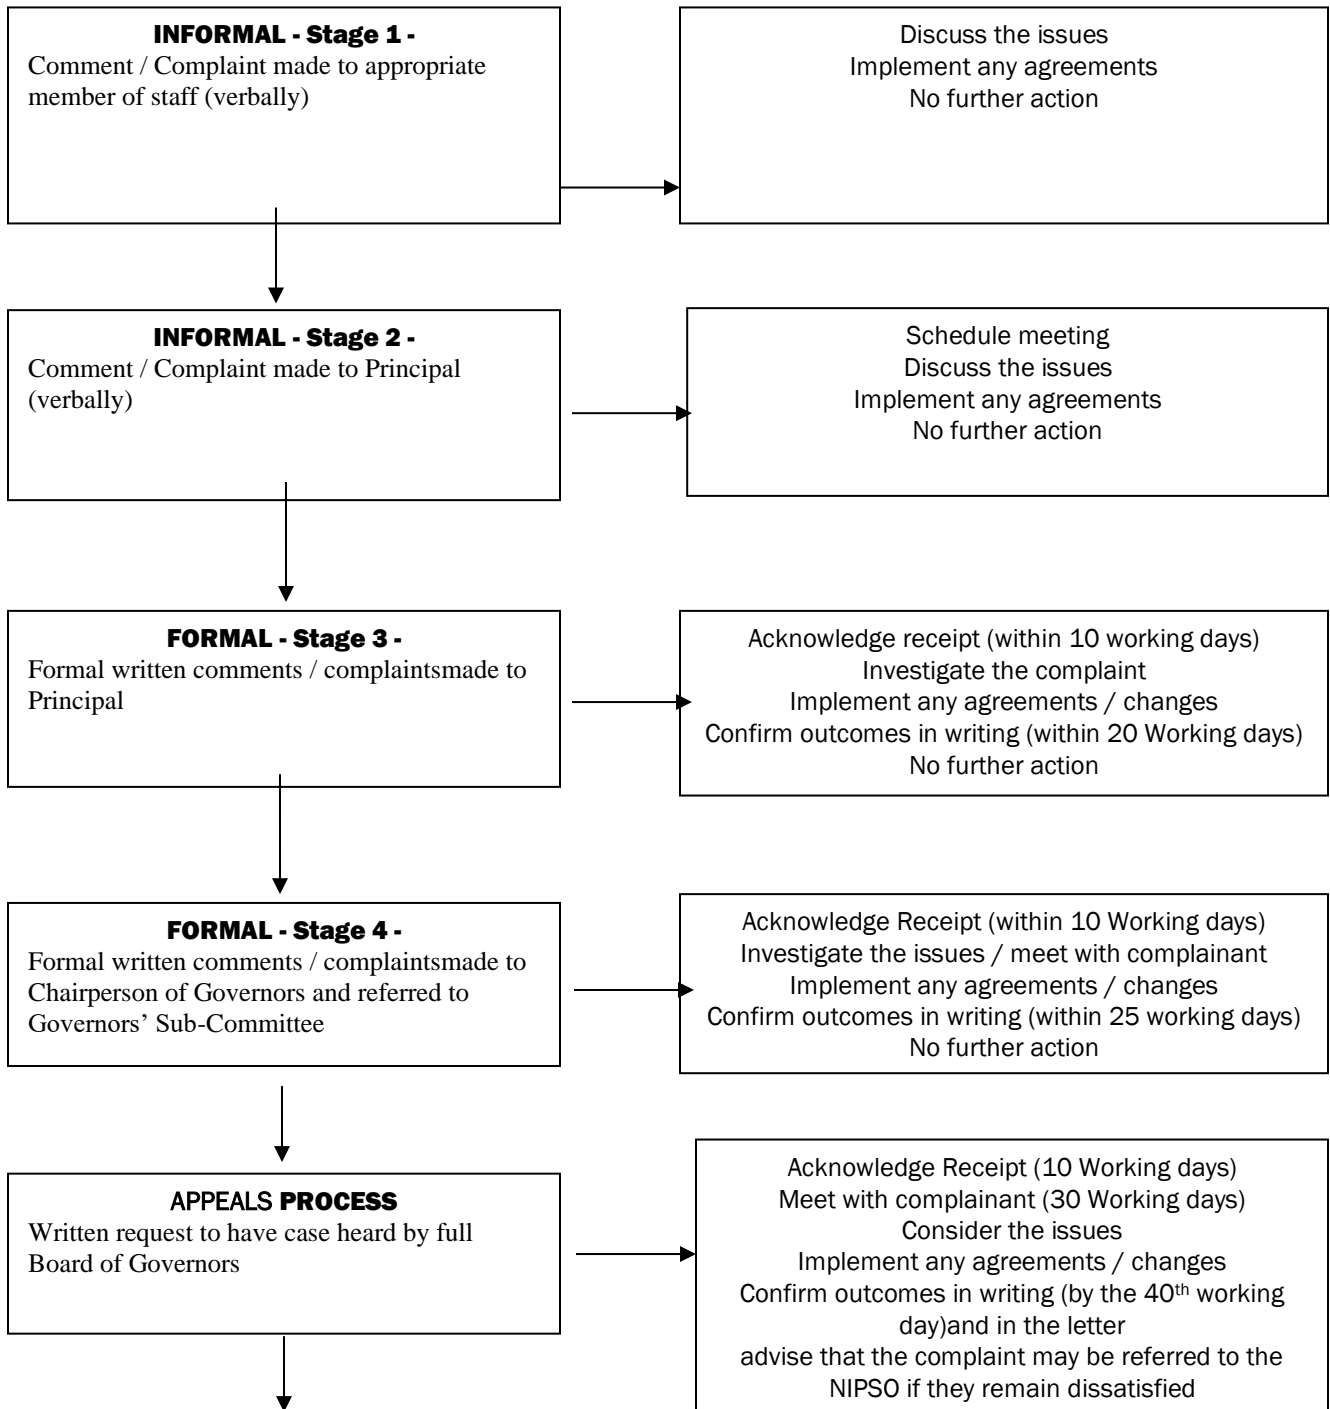 INFORMAL - Stage 1 -
Comment / Complaint made to appropriate
member of staff (verbally)
Discuss the issues
Implement any agreements
No further action
INFORMAL - Stage 2 -
Comment / Complaint made to Principal
(verbally)
Schedule meeting
Discuss the issues
Implement any agreements
No further action
FORMAL - Stage 3 -
Formal written comments / complaintsmade to
Principal
Acknowledge receipt (within 10 working days)
Investigate the complaint
Implement any agreements / changes
Confirm outcomes in writing (within 20 Working days)
No further action
FORMAL - Stage 4 -
Formal written comments / complaintsmade to
Chairperson of Governors and referred to
Governors’ Sub-Committee
Acknowledge Receipt (within 10 Working days)
Investigate the issues / meet with complainant
Implement any agreements / changes
Confirm outcomes in writing (within 25 working days)
No further action
APPEALS PROCESS
Written request to have case heard by full
Board of Governors
Acknowledge Receipt (10 Working days)
Meet with complainant (30 Working days)
Consider the issues
Implement any agreements / changes
Confirm outcomes in writing (by the 40th working
day)and in the letter
advise that the complaint may be referred to the
NIPSO if they remain dissatisfied